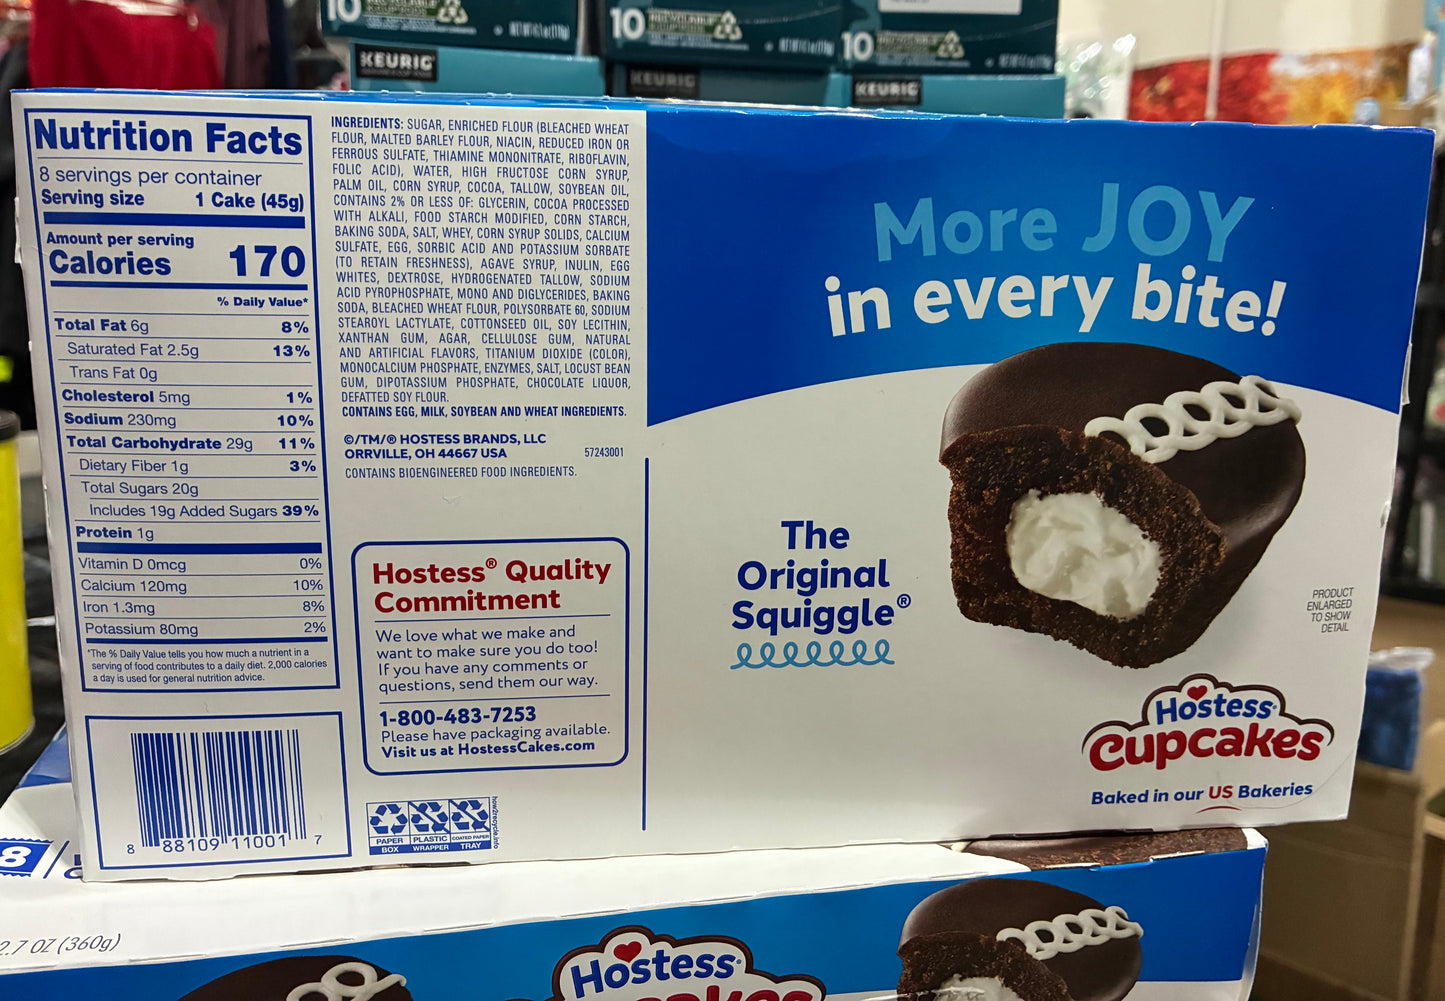 10
10
10
KEURIG
KEURIG
KEURIG
Nutrition Facts
8 servings per container
Serving size 1 Cake (45g)
Amount per serving
Calories 170
% Daily Value*
Total Fat 6g 8%
Saturated Fat 2.5g 13%
Trans Fat 0g
Cholesterol 5mg 1%
Sodium 230mg 10%
Total Carbohydrate 29g 11%
Dietary Fiber 1g 3%
Total Sugars 20g
Includes 19g Added Sugars 39%
Protein 1g
Vitamin D 0mcg 0%
Calcium 120mg 10%
Iron 1.3mg 8%
Potassium 80mg 2%
*The % Daily Value tells you how much a nutrient in a
serving of food contributes to a daily diet. 2,000 calories
a day is used for general nutrition advice.
8 88109 11001 7
INGREDIENTS: SUGAR, ENRICHED FLOUR (BLEACHED WHEAT
FLOUR, MALTED BARLEY FLOUR, NIACIN, REDUCED IRON OR
FERROUS SULFATE, THIAMINE MONONITRATE, RIBOFLAVIN,
FOLIC ACID), WATER, HIGH FRUCTOSE CORN SYRUP,
PALM OIL, CORN SYRUP, COCOA, TALLOW, SOYBEAN OIL,
CONTAINS 2% OR LESS OF: GLYCERIN, COCOA PROCESSED
WITH ALKALI, FOOD STARCH MODIFIED, CORN STARCH,
BAKING SODA, SALT, WHEY, CORN SYRUP SOLIDS, CALCIUM
SULFATE, EGG, SORBIC ACID AND POTASSIUM SORBATE
(TO RETAIN FRESHNESS), AGAVE SYRUP, INULIN, EGG
WHITES, DEXTROSE, HYDROGENATED TALLOW, SODIUM
ACID PYROPHOSPHATE, MONO AND DIGLYCERIDES, BAKING
SODA, BLEACHED WHEAT FLOUR, POLYSORBATE 60, SODIUM
STEAROYL LACTYLATE, COTTONSEED OIL, SOY LECITHIN,
XANTHAN GUM, AGAR, CELLULOSE GUM, NATURAL
AND ARTIFICIAL FLAVORS, TITANIUM DIOXIDE (COLOR),
MONOCALCIUM PHOSPHATE, ENZYMES, SALT, LOCUST BEAN
GUM, DIPOTASSIUM PHOSPHATE, CHOCOLATE LIQUOR,
DEFATTED SOY FLOUR.
CONTAINS EGG, MILK, SOYBEAN AND WHEAT INGREDIENTS.
©/TM/® HOSTESS BRANDS, LLC
ORRVILLE, OH 44667 USA 57243001
CONTAINS BIOENGINEERED FOOD INGREDIENTS.
Hostess® Quality
Commitment
We love what we make and
want to make sure you do too!
If you have any comments or
questions, send them our way.
1-800-483-7253
Please have packaging available.
Visit us at HostessCakes.com
PAPER PLASTIC COATED PAPER
BOX WRAPPER TRAY
how2recycle.info
More JOY
in every bite!
The
Original
Squiggle®
PRODUCT
ENLARGED
TO SHOW
DETAIL
Hostess
Cupcakes
Baked in our US Bakeries
8
2.7 OZ (360g)
Hostess